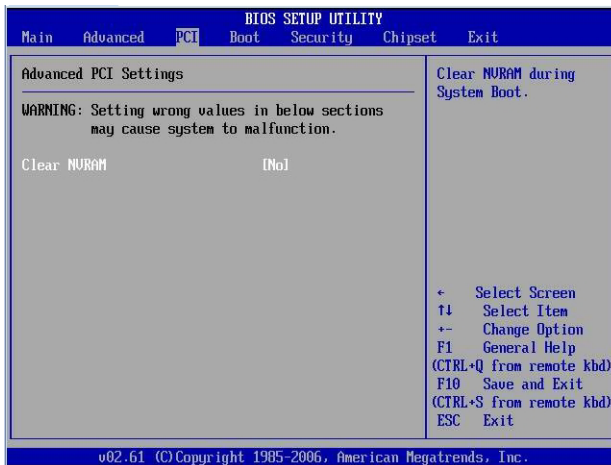 BIOS SETUP UTILITY
Main Advanced PCI Boot Security Chipset Exit
Advanced PCI Settings
WARNING: Setting wrong values in below sections
may cause system to malfunction.
Clear NVRAM [No]
Clear NVRAM during
System Boot.
← Select Screen
↑↓ Select Item
+- Change Option
F1 General Help
(CTRL+Q from remote kbd)
F10 Save and Exit
(CTRL+S from remote kbd)
ESC Exit
v02.61 (C)Copyright 1985-2006, American Megatrends, Inc.